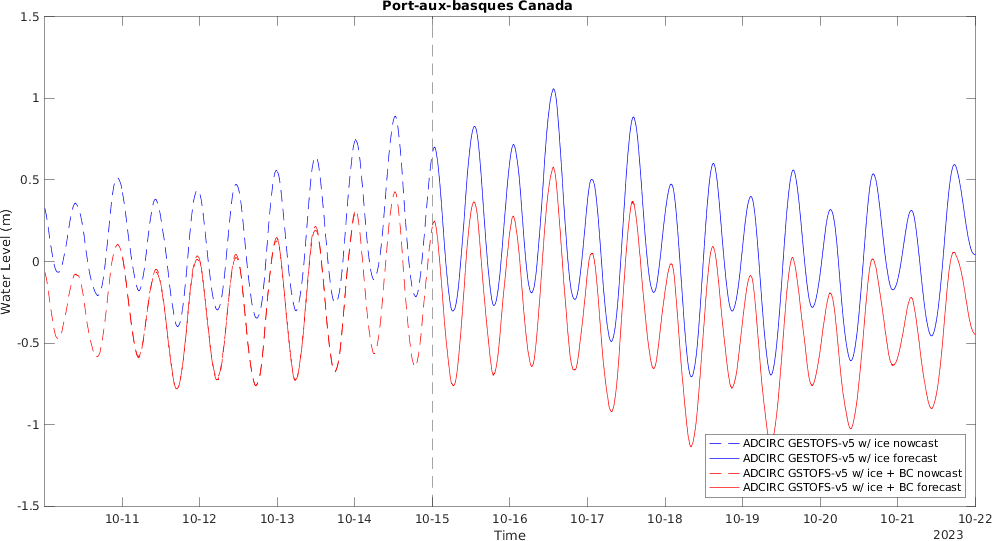 Port-aux-basques Canada
1.5
1
0.5
0
-0.5
-1
-1.5
Water Level (m)
ADCIRC GESTOFS-v5 w/ ice nowcast
ADCIRC GESTOFS-v5 w/ ice forecast
ADCIRC GSTOFS-v5 w/ ice + BC nowcast
ADCIRC GSTOFS-v5 w/ ice + BC forecast
10-11 10-12 10-13 10-14 10-15 10-16 10-17 10-18 10-19 10-20 10-21 10-22
Time
2023